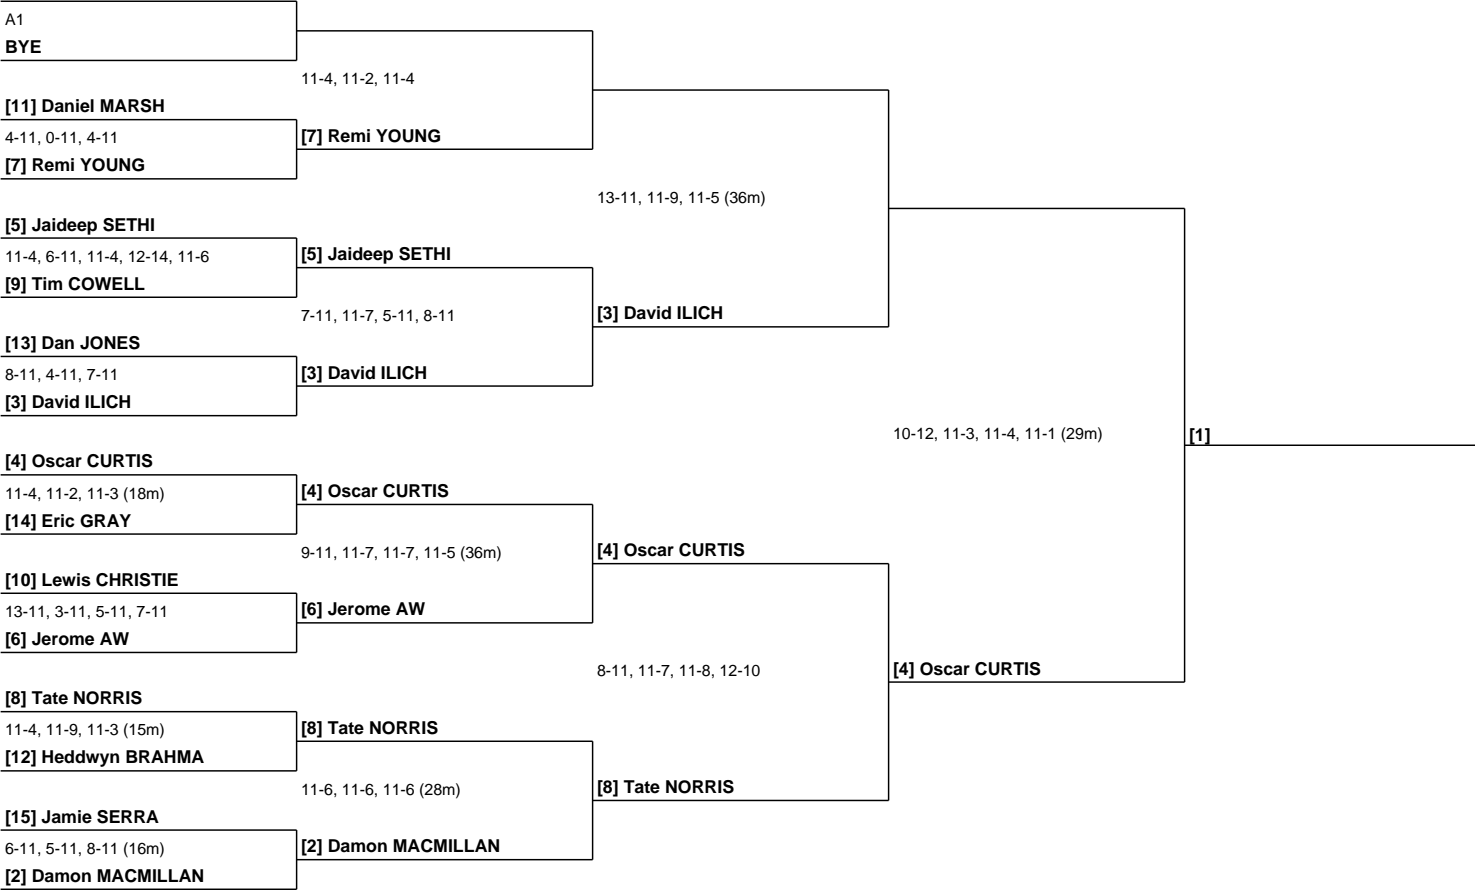 A1
BYE
11-4, 11-2, 11-4
[11] Daniel MARSH
4-11, 0-11, 4-11
[7] Remi YOUNG
[7] Remi YOUNG
13-11, 11-9, 11-5 (36m)
[5] Jaideep SETHI
11-4, 6-11, 11-4, 12-14, 11-6
[9] Tim COWELL
[5] Jaideep SETHI
7-11, 11-7, 5-11, 8-11
[3] David ILICH
[13] Dan JONES
8-11, 4-11, 7-11
[3] David ILICH
[3] David ILICH
10-12, 11-3, 11-4, 11-1 (29m)
[1]
[4] Oscar CURTIS
11-4, 11-2, 11-3 (18m)
[14] Eric GRAY
[4] Oscar CURTIS
9-11, 11-7, 11-7, 11-5 (36m)
[4] Oscar CURTIS
[10] Lewis CHRISTIE
13-11, 3-11, 5-11, 7-11
[6] Jerome AW
[6] Jerome AW
8-11, 11-7, 11-8, 12-10
[4] Oscar CURTIS
[8] Tate NORRIS
11-4, 11-9, 11-3 (15m)
[12] Heddwyn BRAHMA
[8] Tate NORRIS
11-6, 11-6, 11-6 (28m)
[8] Tate NORRIS
[15] Jamie SERRA
6-11, 5-11, 8-11 (16m)
[2] Damon MACMILLAN
[2] Damon MACMILLAN